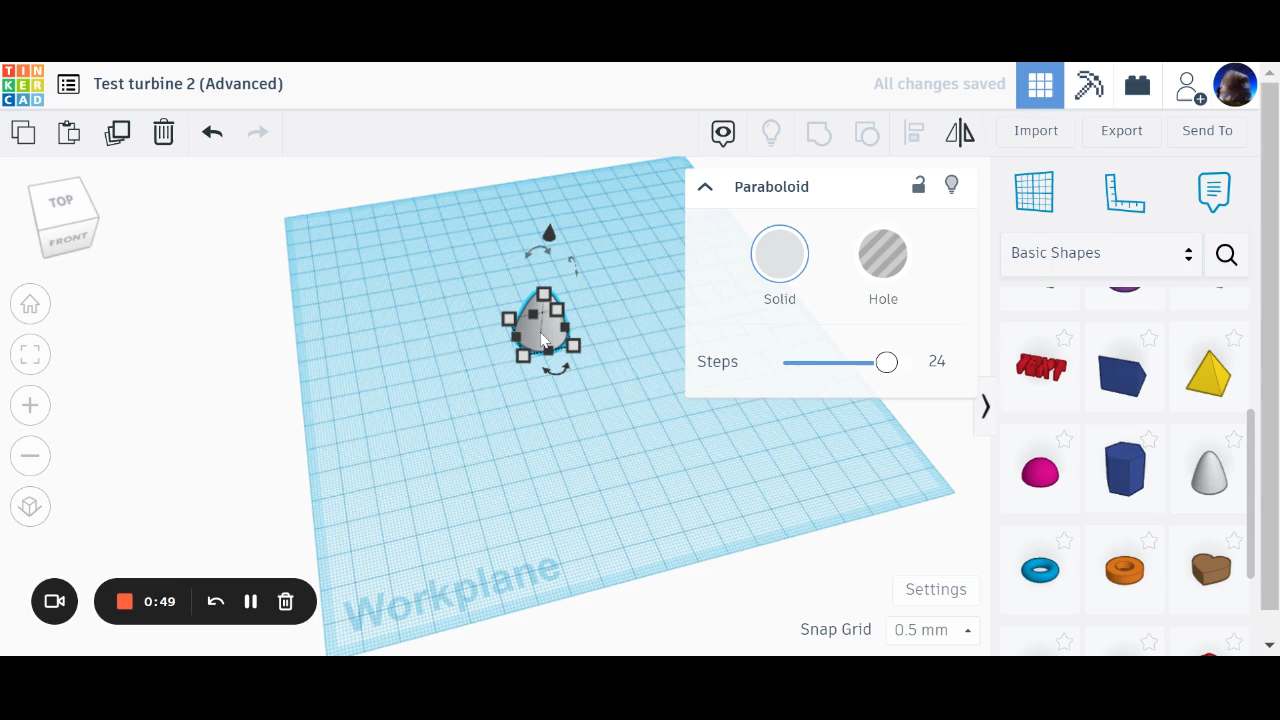 TIN
KER
CAD
Test turbine 2 (Advanced)
All changes saved
Import
Export
Send To
TOP
FRONT
Paraboloid
Solid
Hole
Steps
24
Basic Shapes
TEXT
Workplane
0:49
Settings
Snap Grid
0.5 mm